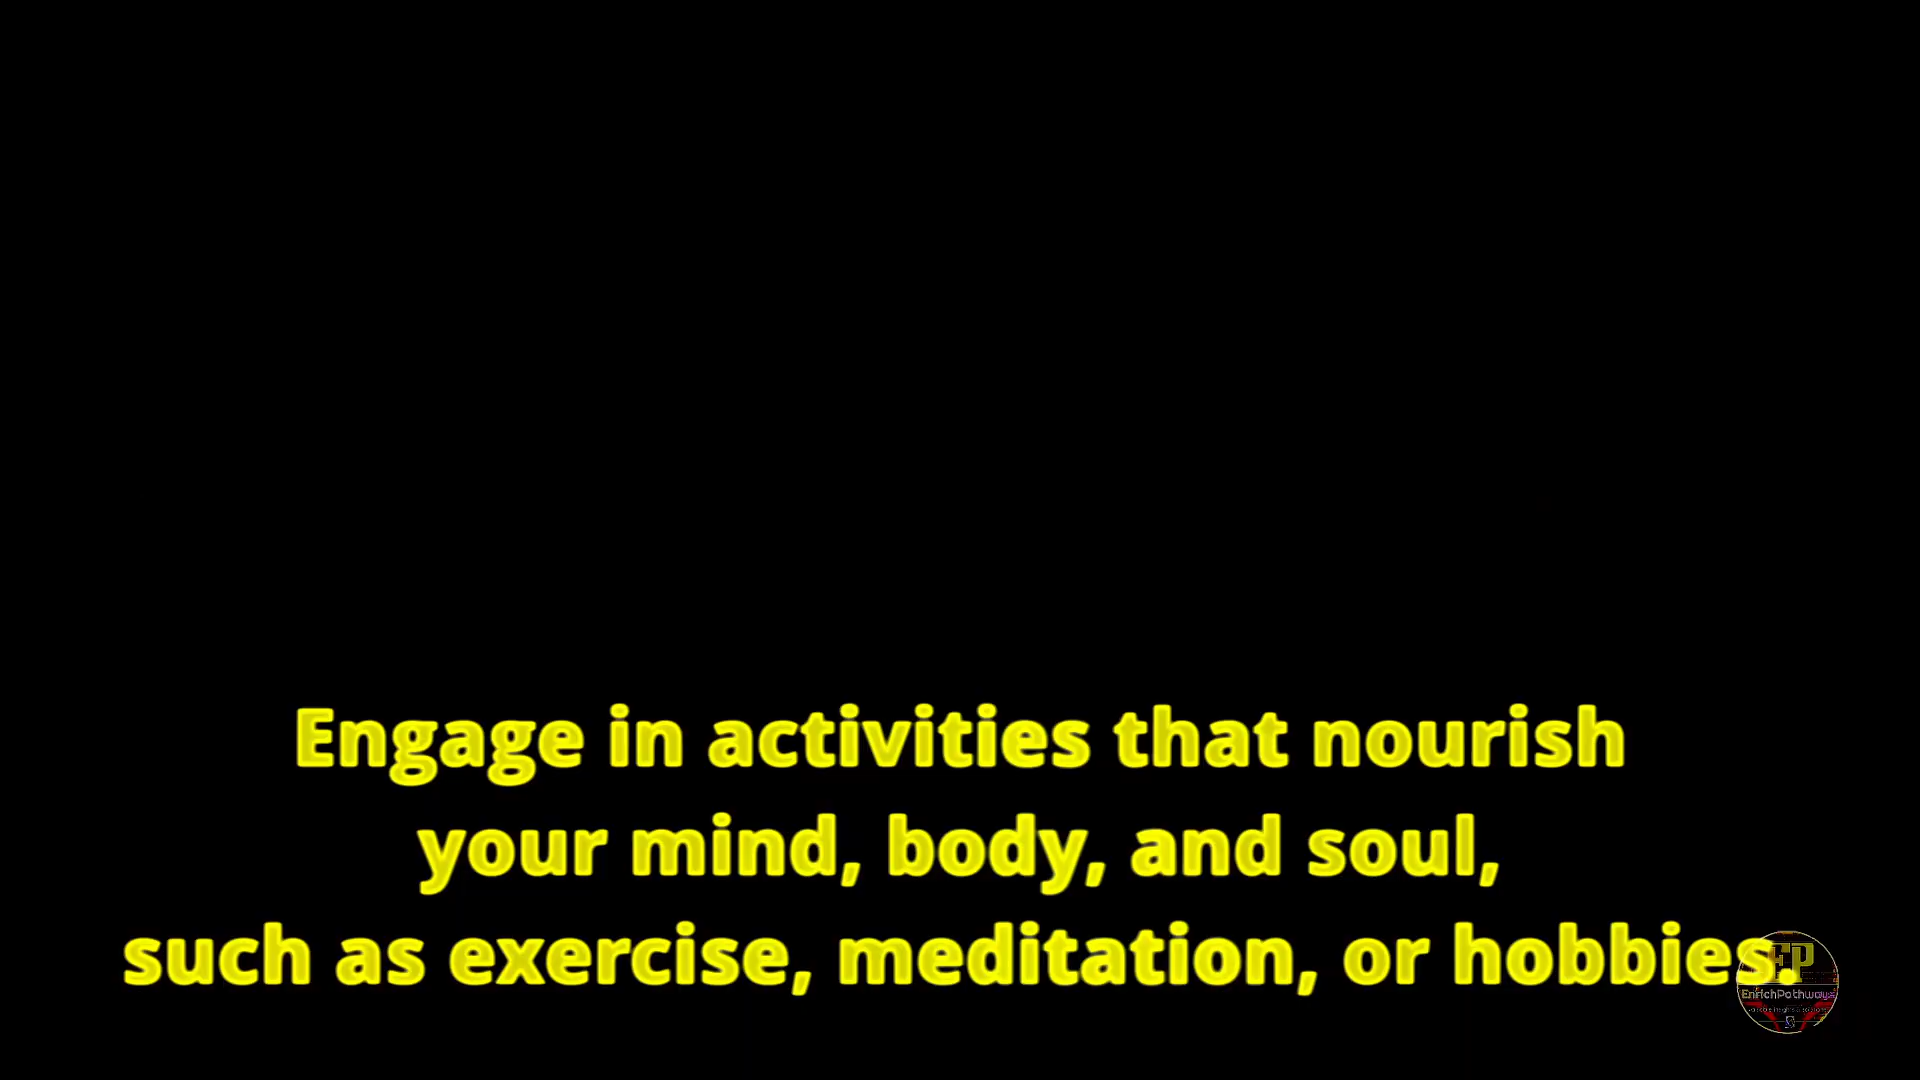 Engage in activities that nourish
your mind, body, and soul,
such as exercise, meditation, or hobbies.
EnrichPathways